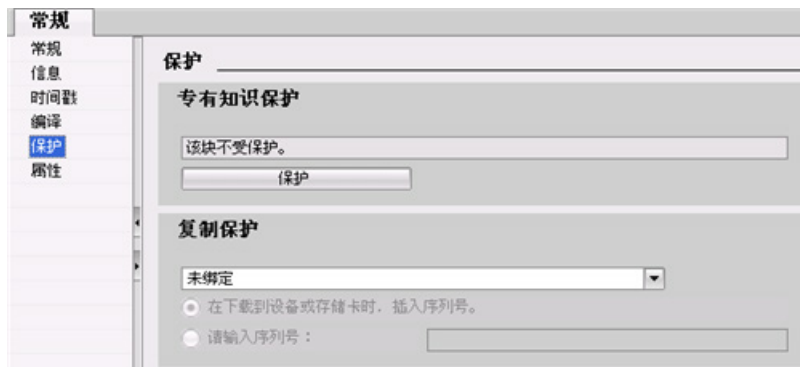 常规
常规
信息
时间戳
编译
保护
属性
保护
专有知识保护
该块不受保护。
保护
复制保护
未绑定
在下载到设备或存储卡时，插入序列号。
请输入序列号：